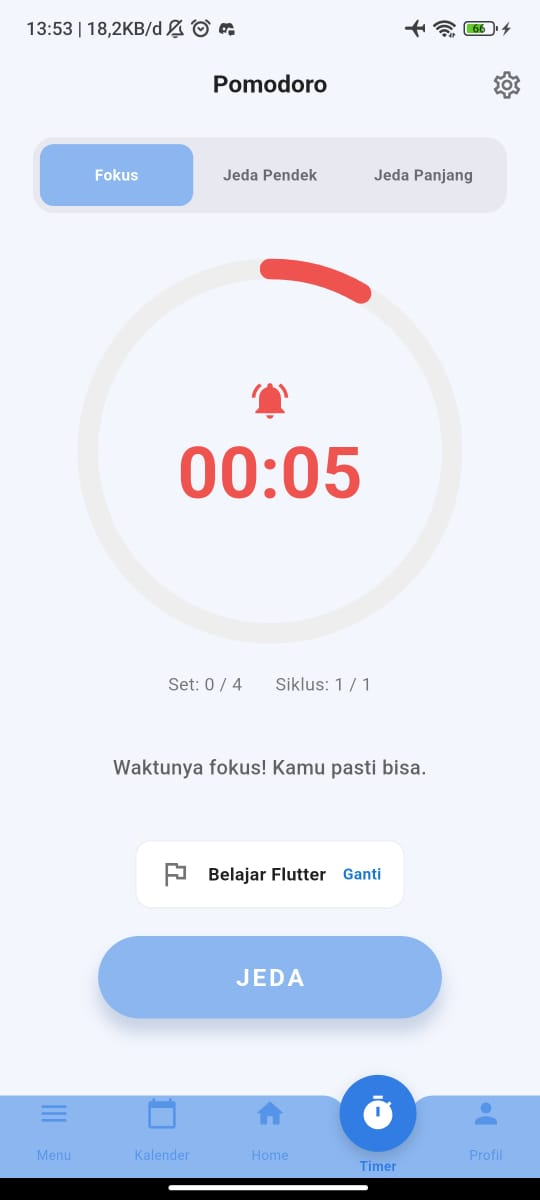 13:53 | 18,2KB/d
66
Pomodoro
Fokus Jeda Pendek Jeda Panjang
00:05
Set: 0 / 4 Siklus: 1 / 1
Waktunya fokus! Kamu pasti bisa.
Belajar Flutter Ganti
JEDA
Menu Kalender Home Timer Profil